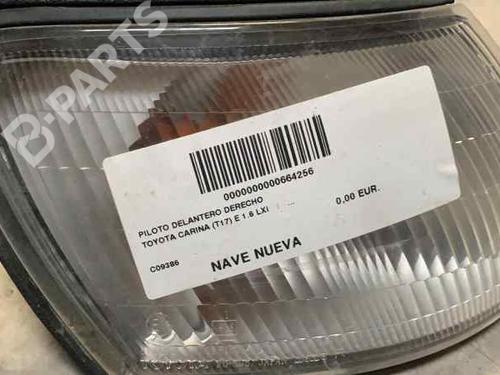 B-PARTS
0000000000664256
PILOTO DELANTERO DERECHO
TOYOTA CARINA (T17) E 1.6 LXI
0,00 EUR.
C09386
NAVE NUEVA